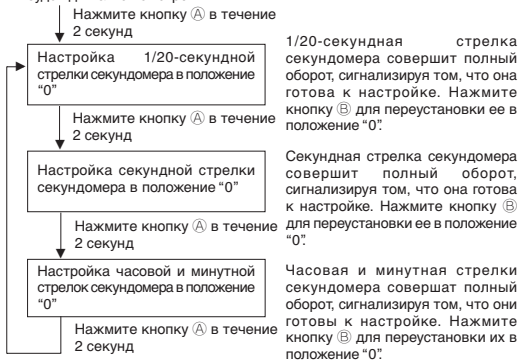 Нажмите кнопку Ⓐ в течение
2 секунд
Настройка 1/20-секундной
стрелки секундомера в положение
"0"
Нажмите кнопку Ⓐ в течение
2 секунд
Настройка секундной стрелки
секундомера в положение "0"
Нажмите кнопку Ⓐ в течение
2 секунд
Настройка часовой и минутной
стрелок секундомера в положение
"0"
Нажмите кнопку Ⓐ в течение
2 секунд
1/20-секундная стрелка
секундомера совершит полный
оборот, сигнализируя том, что она
готова к настройке. Нажмите
кнопку Ⓑ для переустановки ее в
положение "0".
Секундная стрелка секундомера
совершит полный оборот,
сигнализируя том, что она готова
к настройке. Нажмите кнопку Ⓑ
для переустановки ее в положение
"0".
Часовая и минутная стрелки
секундомера совершат полный
оборот, сигнализируя том, что они
готовы к настройке. Нажмите
кнопку Ⓑ для переустановки их в
положение "0".